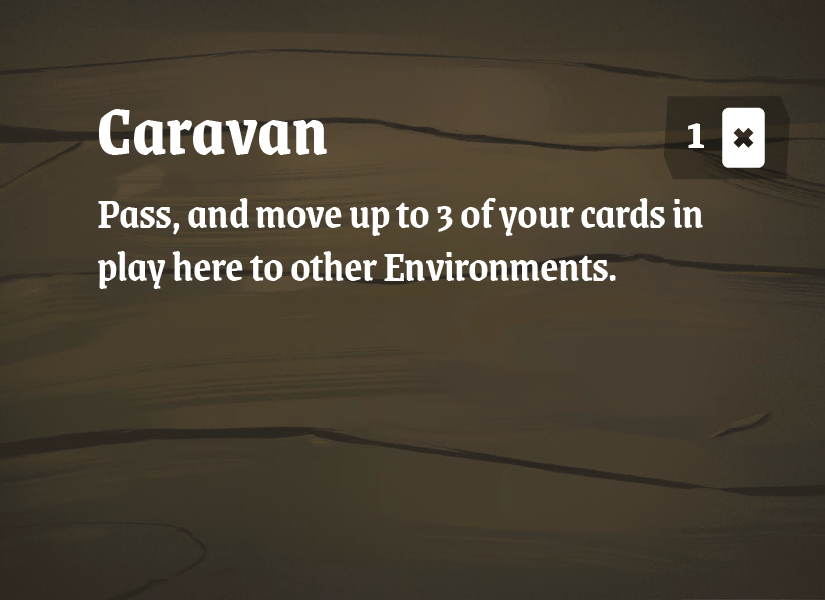 Caravan
1
Pass, and move up to 3 of your cards in
play here to other Environments.